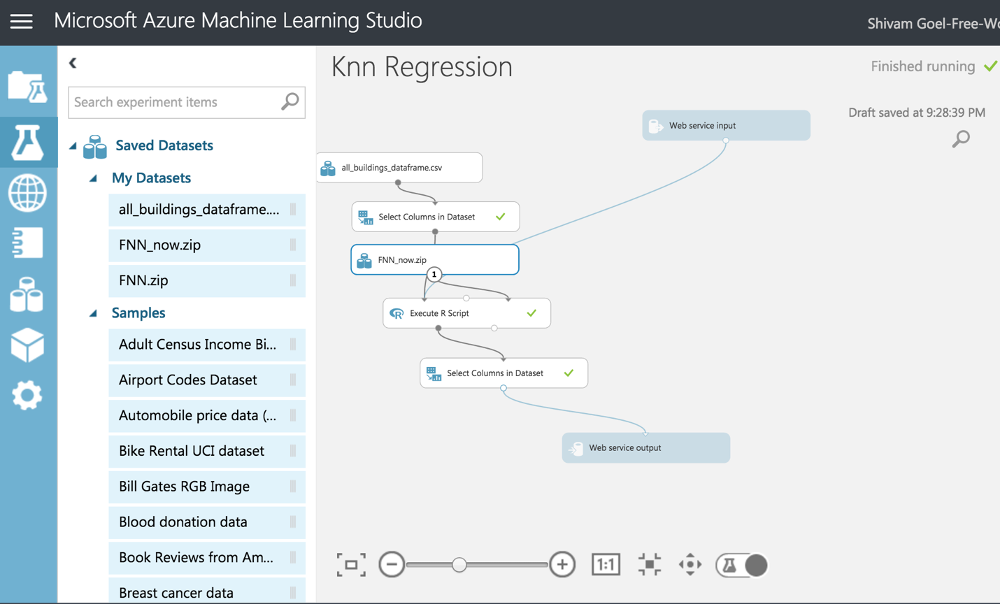 Microsoft Azure Machine Learning Studio
Shivam Goel-Free-Wo
Knn Regression
Finished running
Search experiment items
Draft saved at 9:28:39 PM
Web service input
Saved Datasets
all_buildings_dataframe.csv
My Datasets
all_buildings_dataframe....
Select Columns in Dataset
FNN_now.zip
FNN_now.zip
1
FNN.zip
Samples
Execute R Script
Adult Census Income Bi...
Select Columns in Dataset
Airport Codes Dataset
Automobile price data (...
Bike Rental UCI dataset
Web service output
Bill Gates RGB Image
Blood donation data
Book Reviews from Am...
1:1
Breast cancer data